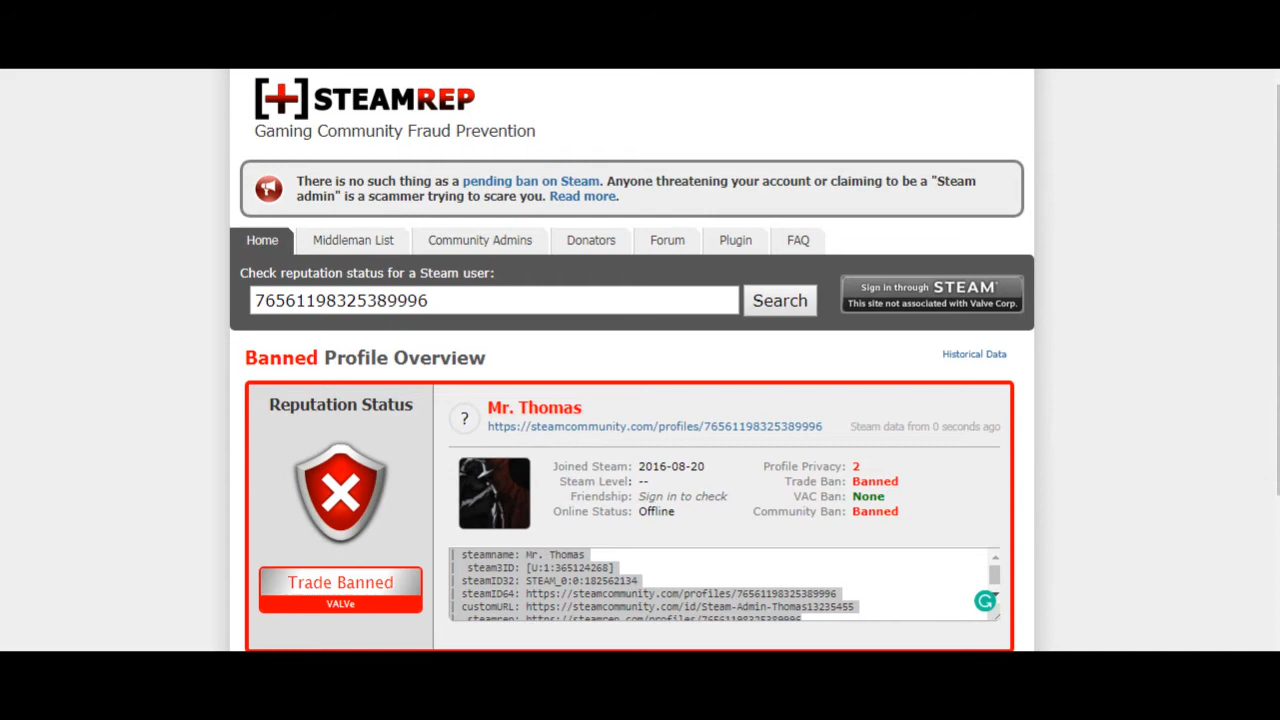 [+] STEAMREP
Gaming Community Fraud Prevention
There is no such thing as a pending ban on Steam. Anyone threatening your account or claiming to be a "Steam
admin" is a scammer trying to scare you. Read more.
Home Middleman List Community Admins Donators Forum Plugin FAQ
Check reputation status for a Steam user:
76561198325389996 Search
Sign in through STEAM
This site not associated with Valve Corp.
Banned Profile Overview
Historical Data
Reputation Status
Trade Banned
VALVe
? Mr. Thomas
https://steamcommunity.com/profiles/76561198325389996 Steam data from 0 seconds ago
Joined Steam: 2016-08-20 Profile Privacy: 2
Steam Level: -- Trade Ban: Banned
Friendship: Sign in to check VAC Ban: None
Online Status: Offline Community Ban: Banned
| steamname: Mr. Thomas
| steam3ID: [U:1:365124268]
| steamID32: STEAM_0:0:182562134
| steamID64: https://steamcommunity.com/profiles/76561198325389996
| customURL: https://steamcommunity.com/id/Steam-Admin-Thomas13235455
| steamrep: https://steamrep.com/profiles/76561198325389996